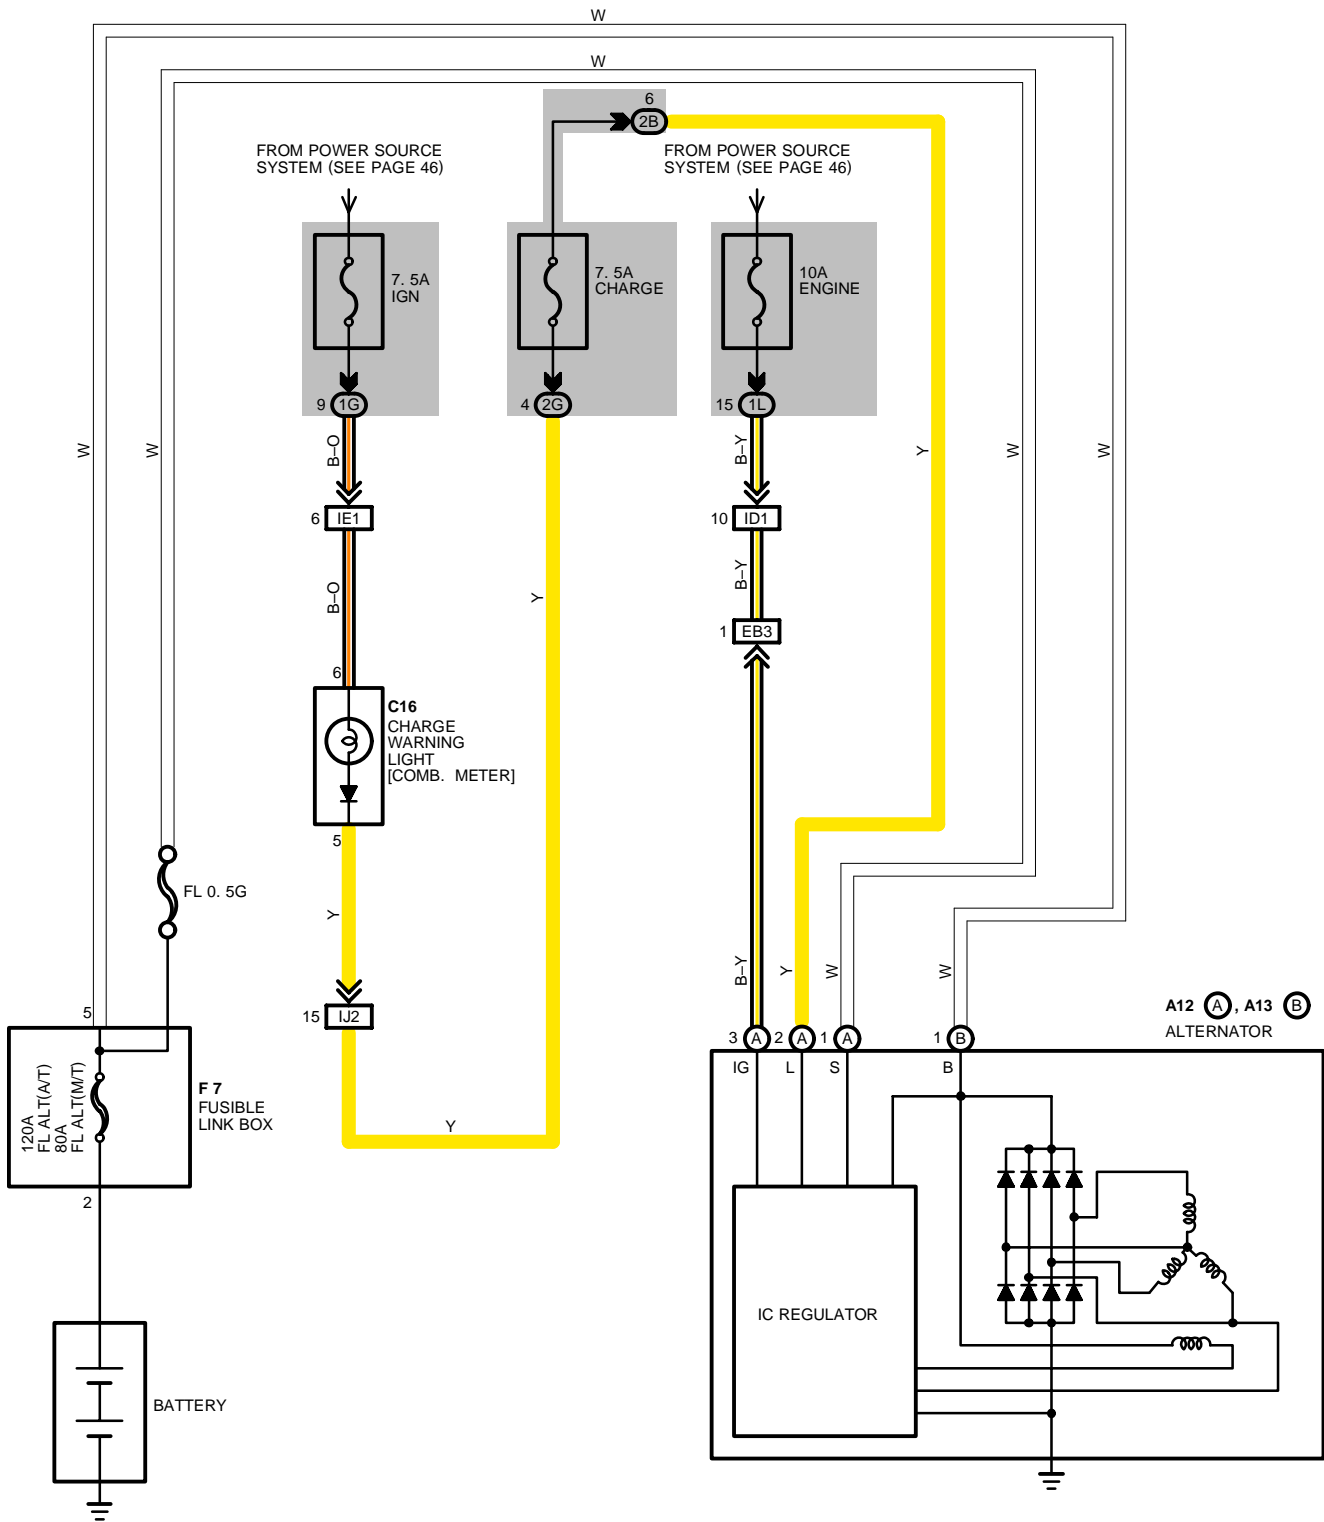 W
W
6
2B
FROM POWER SOURCE
SYSTEM (SEE PAGE 46)
FROM POWER SOURCE
SYSTEM (SEE PAGE 46)
7. 5A
IGN
7. 5A
CHARGE
10A
ENGINE
9 1G
4 2G
15 1L
W
W
B–O
B–Y
Y
W
W
6 IE1
10 ID1
B–O
Y
B–Y
1 EB3
6
C16
CHARGE
WARNING
LIGHT
[COMB. METER]
5
FL 0. 5G
Y
B–Y
Y
W
W
15 IJ2
A12 A , A13 B
ALTERNATOR
5
3 A
2 A
1 A
1 B
IG
L
S
B
120A
FL ALT(A/T)
80A
FL ALT(M/T)
F 7
FUSIBLE
LINK BOX
Y
2
IC REGULATOR
BATTERY